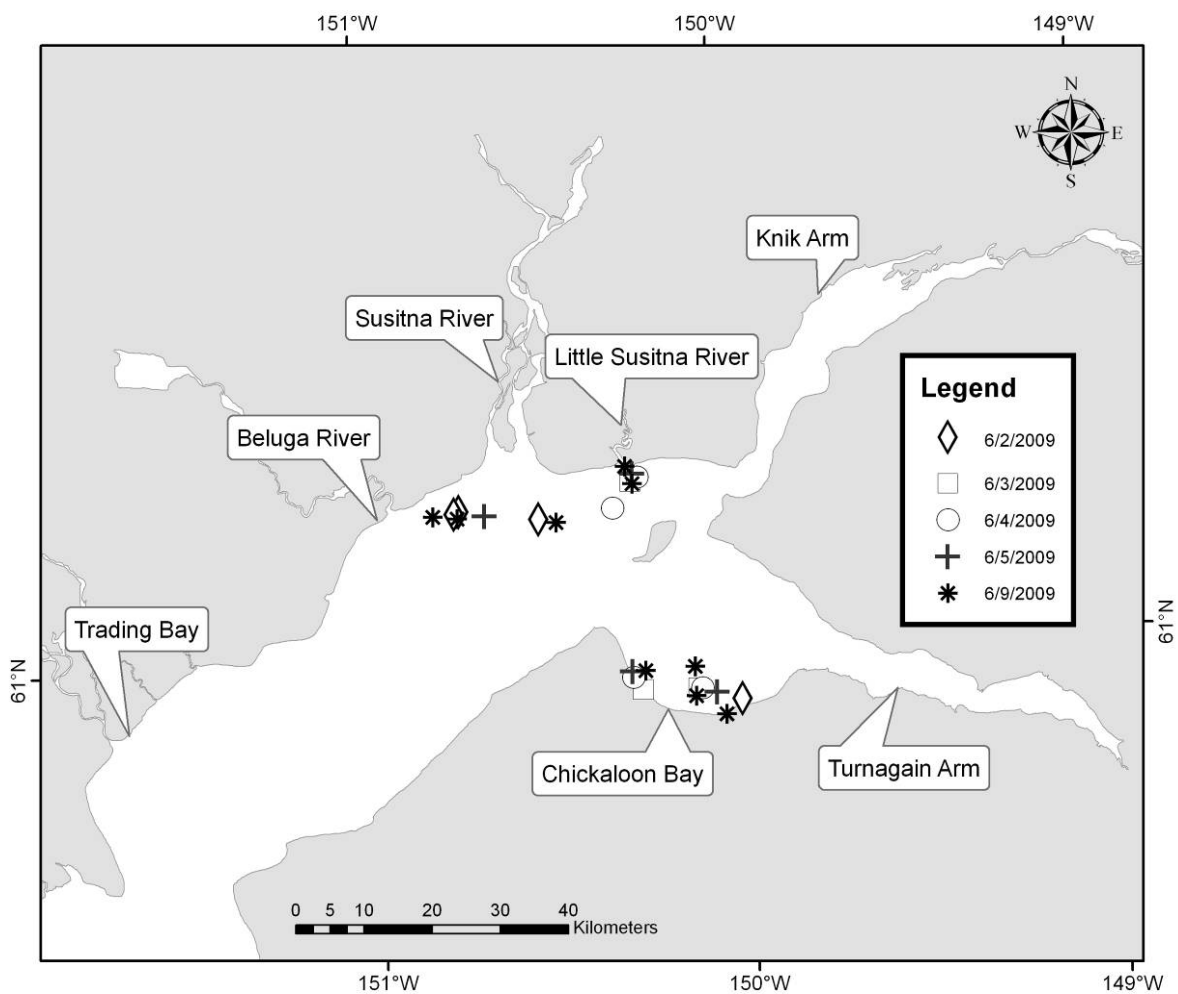 151°W 150°W 149°W
N
W E
S
Knik Arm
Susitna River
Little Susitna River
Legend
6/2/2009
6/3/2009
6/4/2009
6/5/2009
6/9/2009
Beluga River
Trading Bay
61°N
61°N
Chickaloon Bay
Turnagain Arm
0 5 10 20 30 40
Kilometers
151°W 150°W 149°W